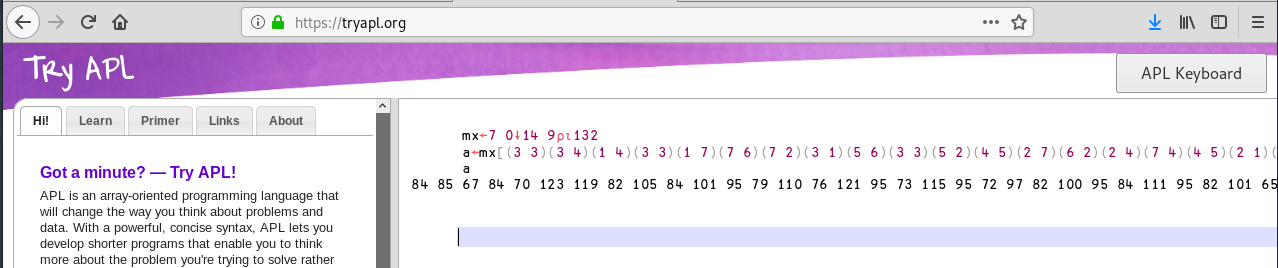 https://tryapl.org
Try APL
APL Keyboard
Hi!
Learn
Primer
Links
About
Got a minute? — Try APL!
APL is an array-oriented programming language that
will change the way you think about problems and
data. With a powerful, concise syntax, APL lets you
develop shorter programs that enable you to think
more about the problem you're trying to solve rather
mx←7 0↓14 9⍴⍳132
a←mx[(3 3)(3 4)(1 4)(3 3)(1 7)(7 6)(7 2)(3 1)(5 6)(3 3)(5 2)(4 5)(2 7)(6 2)(2 4)(7 4)(4 5)(2 1)(
a
84 85 67 84 70 123 119 82 105 84 101 95 79 110 76 121 95 73 115 95 72 97 82 100 95 84 111 95 82 101 65